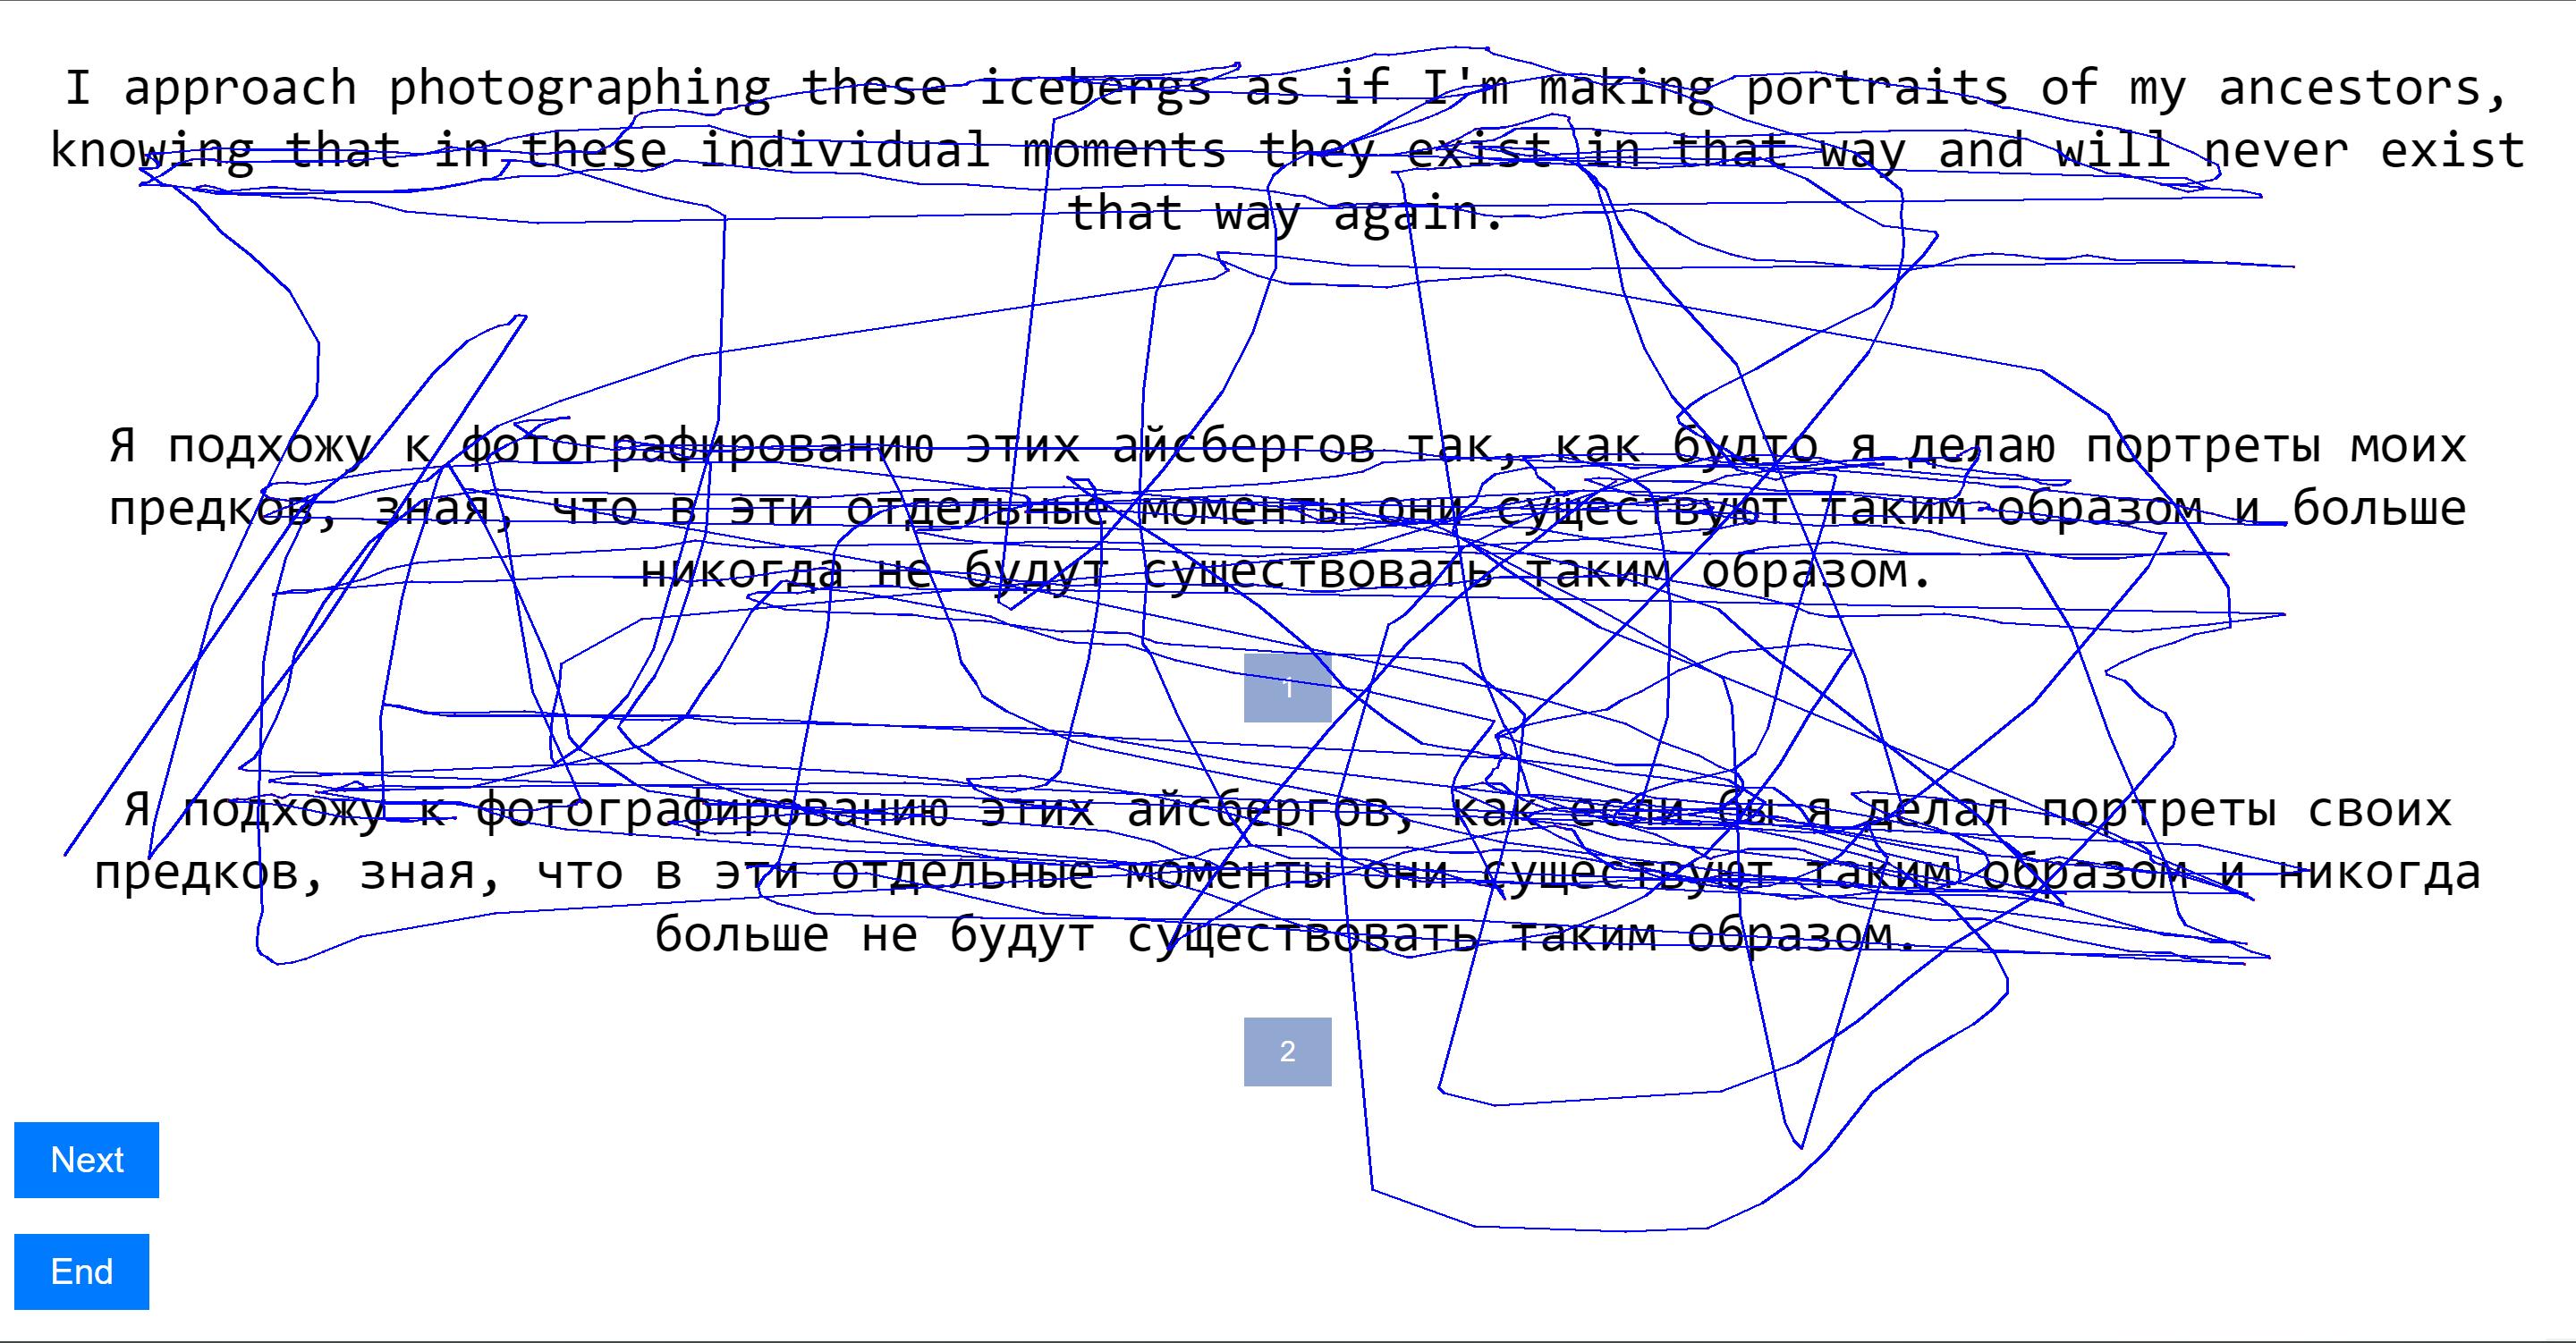 I approach photographing these icebergs as if I'm making portraits of my ancestors,
knowing that in these individual moments they exist in that way and will never exist
that way again.
Я подхожу к фотографированию этих айсбергов так, как будто я делаю портреты моих
предков, зная, что в эти отдельные моменты они существуют таким образом и больше
никогда не будут существовать таким образом.
1
Я подхожу к фотографированию этих айсбергов, как если бы я делал портреты своих
предков, зная, что в эти отдельные моменты они существуют таким образом и никогда
больше не будут существовать таким образом.
2
Next
End